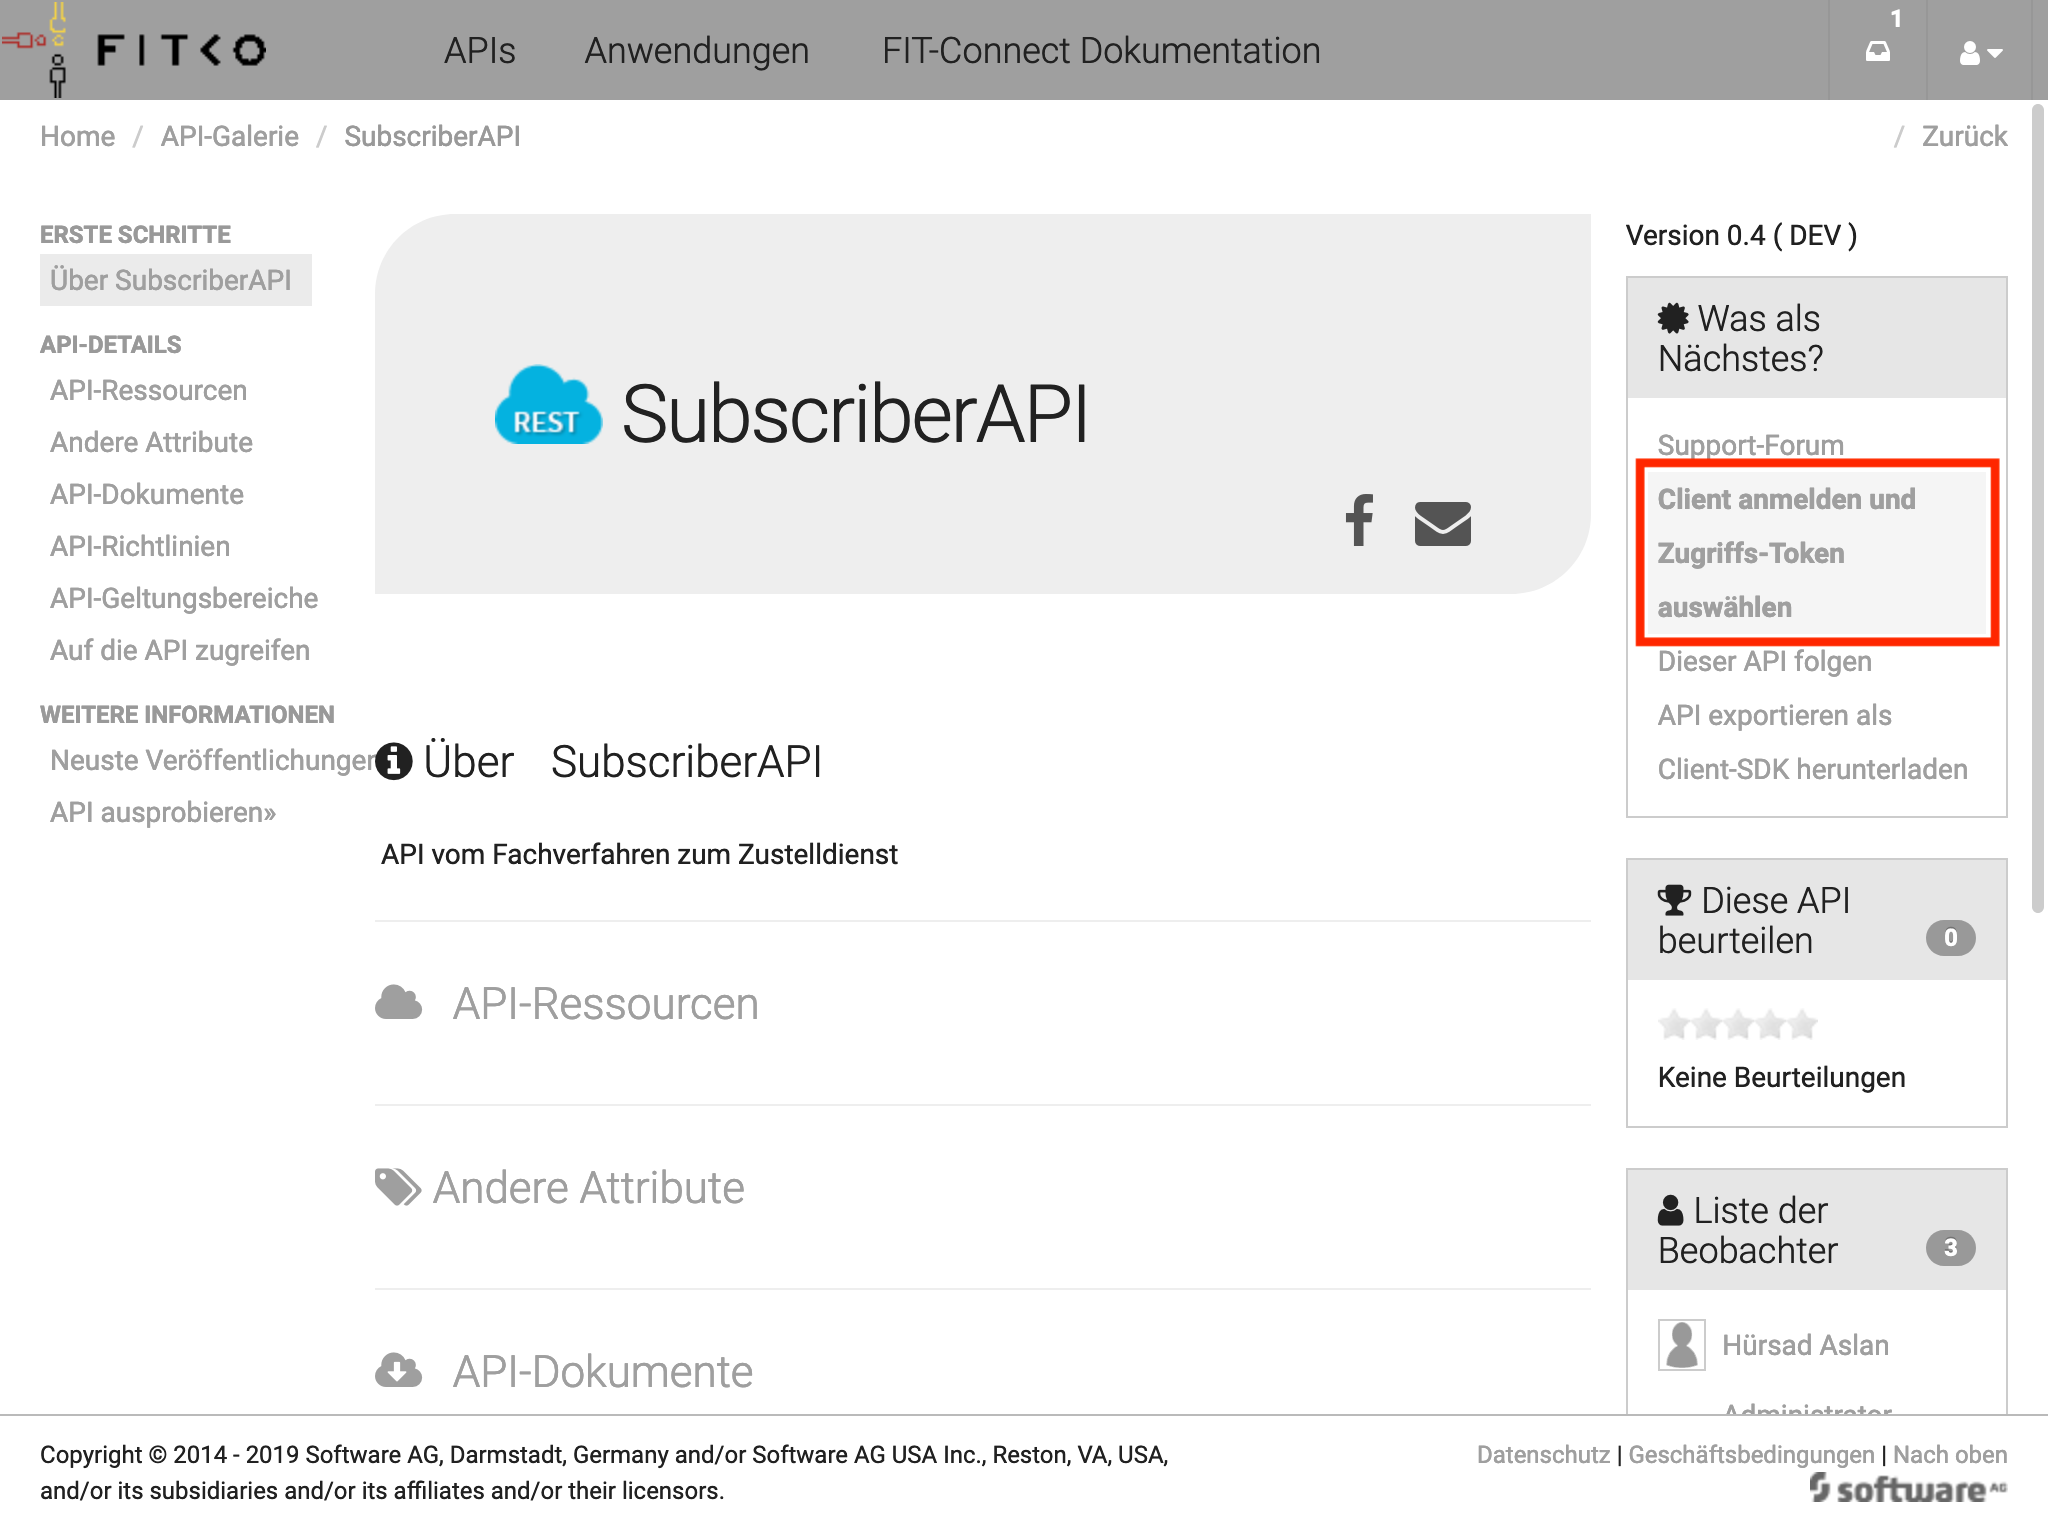 FITKO
APIs
Anwendungen
FIT-Connect Dokumentation
1
Home / API-Galerie / SubscriberAPI
/ Zurück
ERSTE SCHRITTE
Über SubscriberAPI
API-DETAILS
API-Ressourcen
Andere Attribute
API-Dokumente
API-Richtlinien
API-Geltungsbereiche
Auf die API zugreifen
WEITERE INFORMATIONEN
Neuste Veröffentlichungen
API ausprobieren»
REST
SubscriberAPI
Über SubscriberAPI
API vom Fachverfahren zum Zustelldienst
API-Ressourcen
Andere Attribute
API-Dokumente
Version 0.4 ( DEV )
Was als
Nächstes?
Support-Forum
Client anmelden und
Zugriffs-Token
auswählen
Dieser API folgen
API exportieren als
Client-SDK herunterladen
Diese API
beurteilen
0
Keine Beurteilungen
Liste der
Beobachter
3
Hürsad Aslan
Administrator
Copyright © 2014 - 2019 Software AG, Darmstadt, Germany and/or Software AG USA Inc., Reston, VA, USA,
and/or its subsidiaries and/or its affiliates and/or their licensors.
Datenschutz | Geschäftsbedingungen | Nach oben
software AG